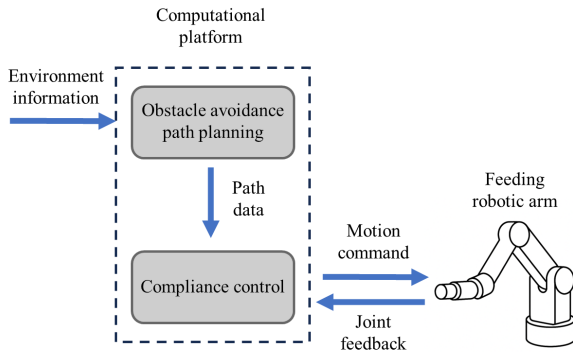 Computational
platform
Environment
information
Obstacle avoidance
path planning
Path
data
Compliance control
Motion
command
Joint
feedback
Feeding
robotic arm